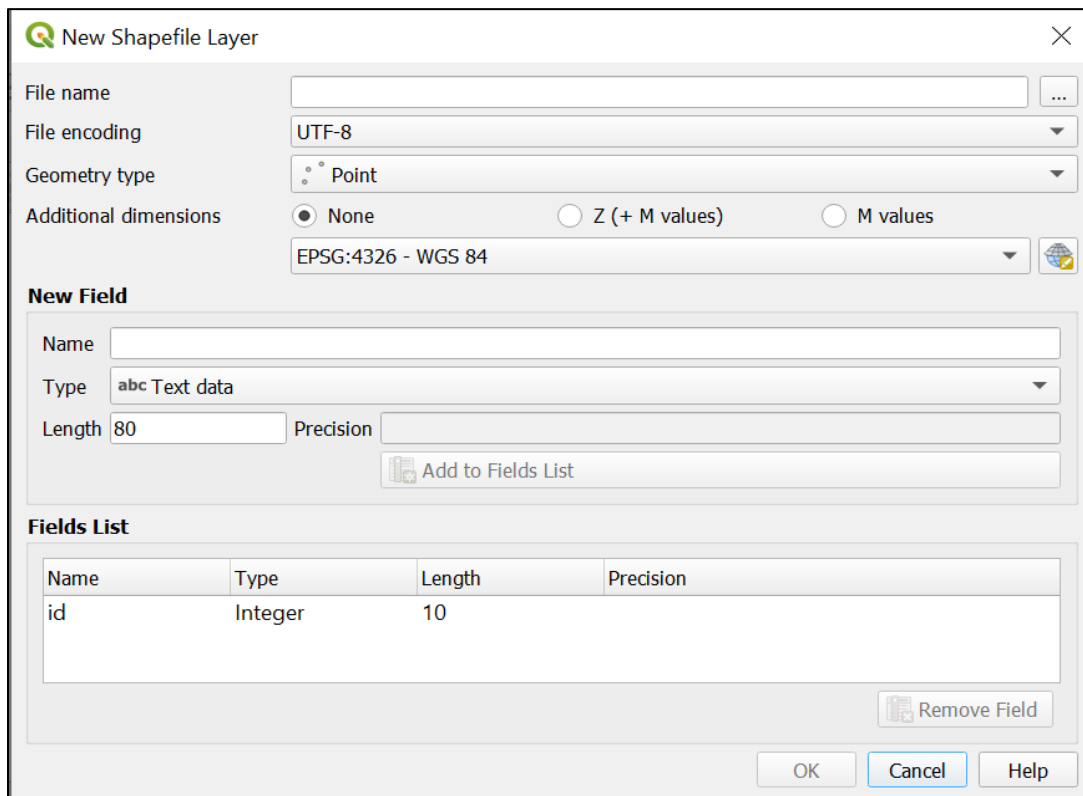 New Shapefile Layer
File name
...
File encoding UTF-8
Geometry type Point
Additional dimensions None Z (+ M values) M values
EPSG:4326 - WGS 84
New Field
Name
Type abc Text data
Length 80 Precision
Add to Fields List
Fields List
Name Type Length Precision
id Integer 10
Remove Field
OK Cancel Help